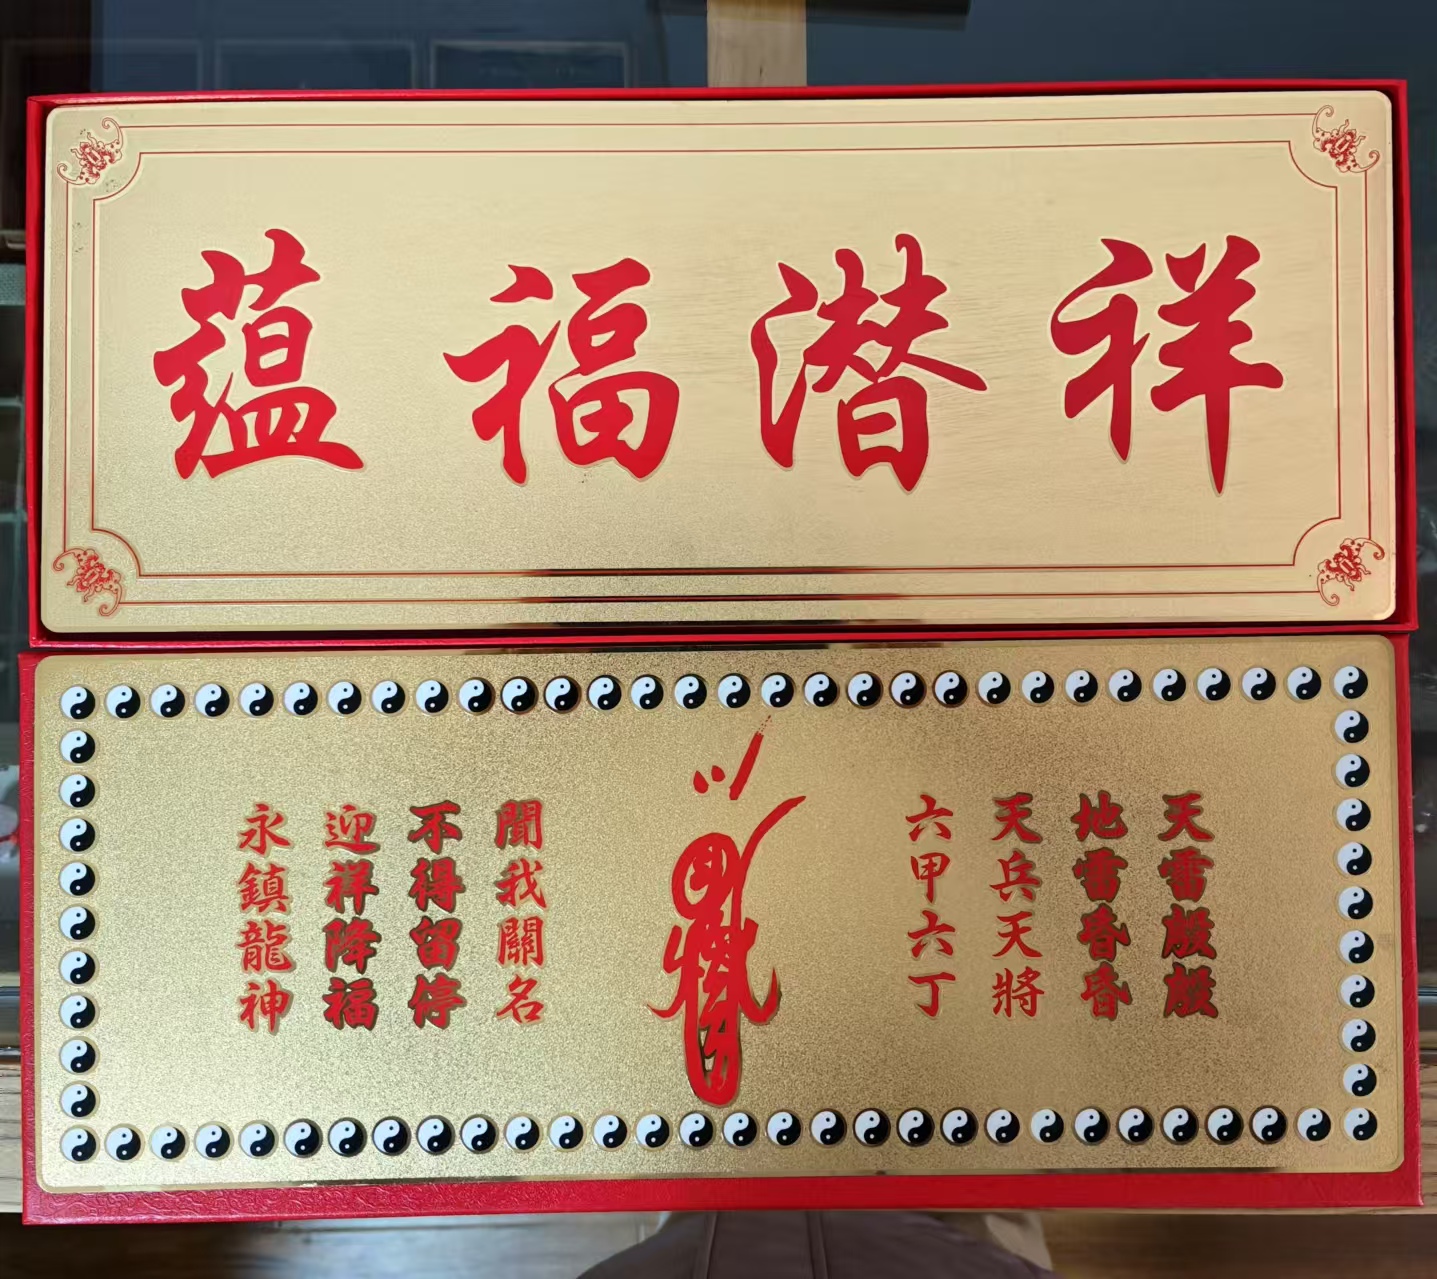 蕴福潜祥
天雷殷殷
地雷昏昏
天兵天將
六甲六丁
聞我關名
不得留停
迎祥降福
永鎮龍神